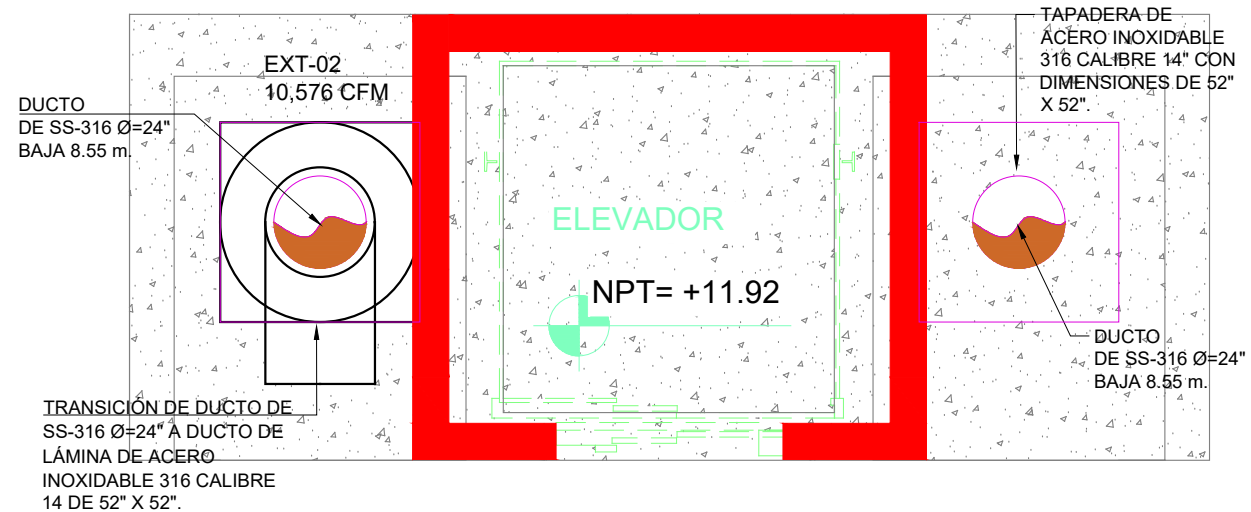 EXT-02
10,576 CFM
DUCTO
DE SS-316 Ø=24"
BAJA 8.55 m.
TRANSICIÓN DE DUCTO DE
SS-316 Ø=24" A DUCTO DE
LÁMINA DE ACERO
INOXIDABLE 316 CALIBRE
14 DE 52" X 52".
ELEVADOR
NPT= +11.92
TAPADERA DE
ACERO INOXIDABLE
316 CALIBRE 14" CON
DIMENSIONES DE 52"
X 52".
DUCTO
DE SS-316 Ø=24"
BAJA 8.55 m.